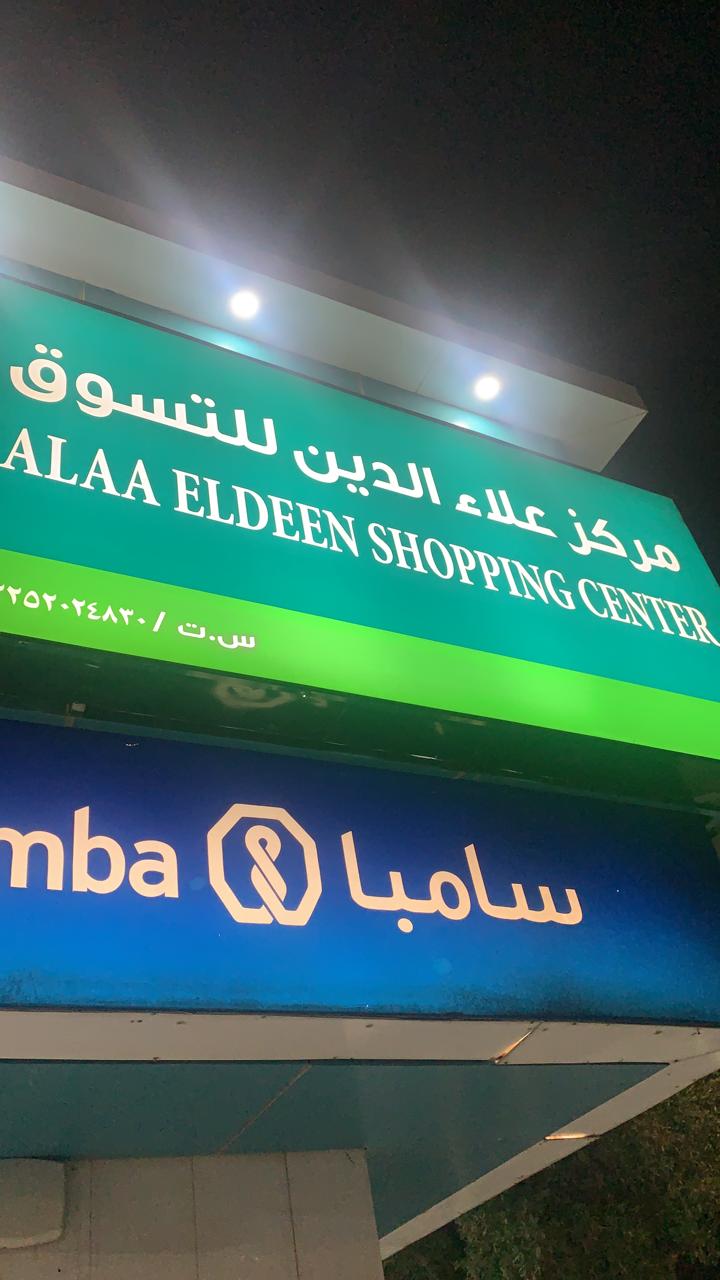 مركز علاء الدين للتسوق
ALAA ELDEEN SHOPPING CENTER
س.ت /٢٢٥٢٠٢٤٨٣٠
mba سامبا